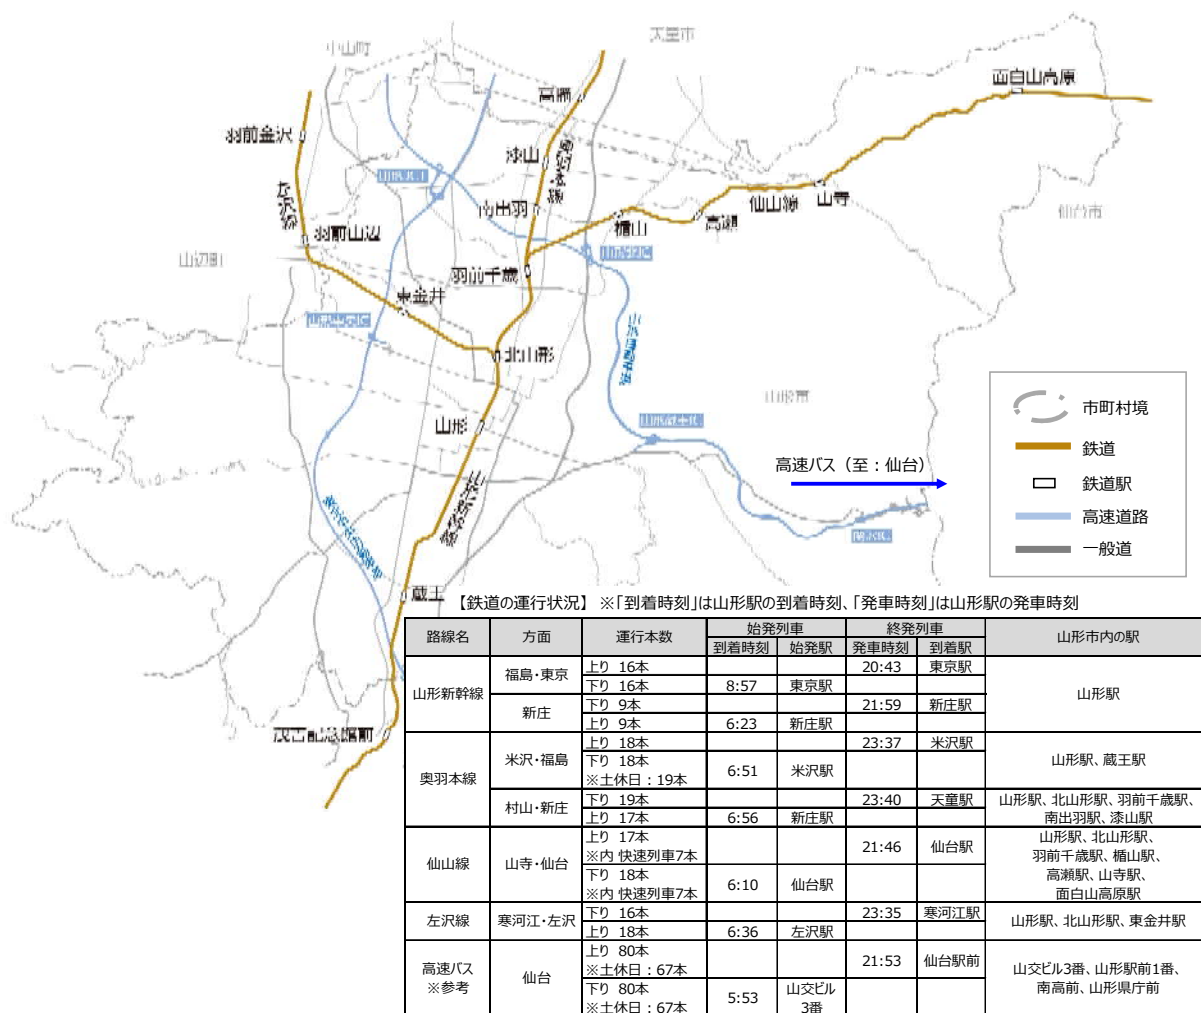 中山町
天童市
面白山高原
高擶
羽前金沢
漆山
左沢線
南出羽
仙山線
山寺
楯山
高瀬
仙台市
羽前山辺
山辺町
羽前千歳
東金井
北山形
山形市
山形
高速バス（至：仙台）
市町村境
鉄道
鉄道駅
高速道路
一般道
蔵王
茂吉記念館前
【鉄道の運行状況】 ※「到着時刻」は山形駅の到着時刻、「発車時刻」は山形駅の発車時刻
路線名 方面 運行本数 始発列車 終発列車 山形市内の駅
到着時刻 始発駅 発車時刻 到着駅
山形新幹線 福島・東京 上り 16本 20:43 東京駅 山形駅
下り 16本 8:57 東京駅
新庄 下り 9本 21:59 新庄駅
上り 9本 6:23 新庄駅
奥羽本線 米沢・福島 上り 18本 23:37 米沢駅 山形駅、蔵王駅
下り 18本
※土休日：19本 6:51 米沢駅
村山・新庄 下り 19本 23:40 天童駅 山形駅、北山形駅、羽前千歳駅、
上り 17本 6:56 新庄駅 南出羽駅、漆山駅
仙山線 山寺・仙台 上り 17本
※内 快速列車7本 21:46 仙台駅 山形駅、北山形駅、
羽前千歳駅、楯山駅、
下り 18本
※内 快速列車7本 6:10 仙台駅 高瀬駅、山寺駅、
面白山高原駅
左沢線 寒河江・左沢 下り 16本 23:35 寒河江駅 山形駅、北山形駅、東金井駅
上り 18本 6:36 左沢駅
高速バス
※参考 仙台 上り 80本
※土休日：67本 21:53 仙台駅前 山交ビル3番、山形駅前1番、
南高前、山形県庁前
下り 80本
※土休日：67本 5:53 山交ビル
3番